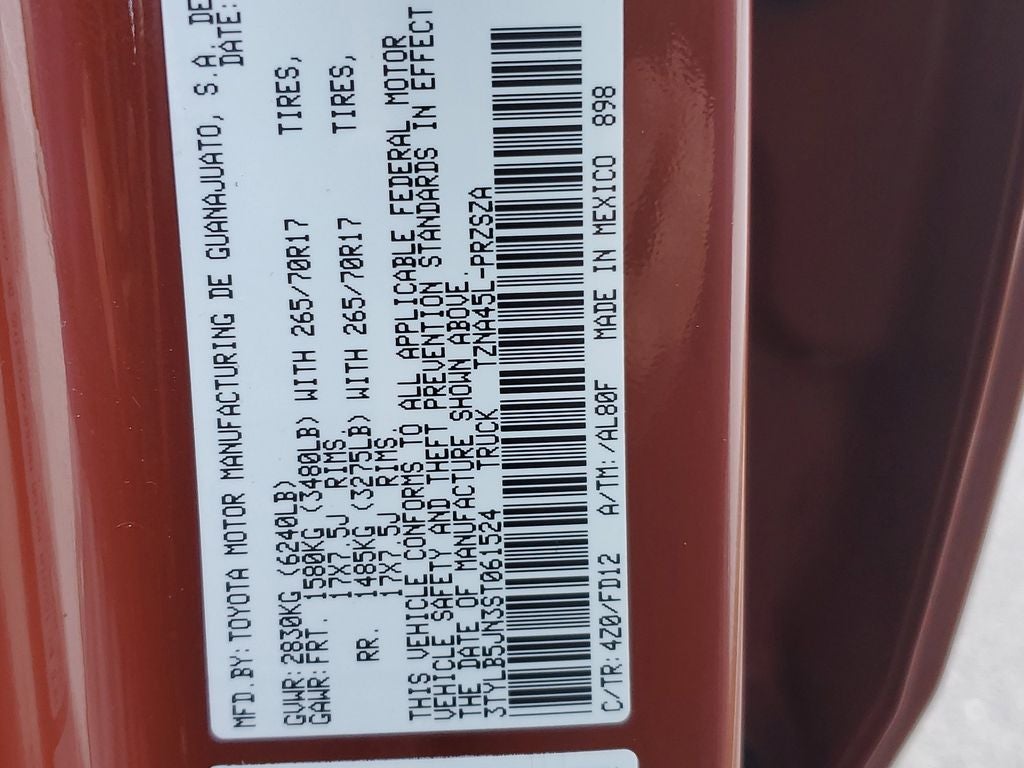 MFD.BY:TOYOTA MOTOR MANUFACTURING DE GUANAJUATO, S.A. DE
DATE:
GVWR:2830KG (6240LB)
GAWR:FRT. 1580KG (3480LB) WITH 265/70R17 TIRES,
17X7.5J RIMS.
RR. 1485KG (3275LB) WITH 265/70R17 TIRES,
17X7.5J RIMS.
THIS VEHICLE CONFORMS TO ALL APPLICABLE FEDERAL MOTOR
VEHICLE SAFETY AND THEFT PREVENTION STANDARDS IN EFFECT
THE DATE OF MANUFACTURE SHOWN ABOVE.
3TYLB5JN3ST061524 TRUCK TZNA45L-PRZSZA
C/TR:4Z0/FD12 A/TM:/AL80F MADE IN MEXICO 898